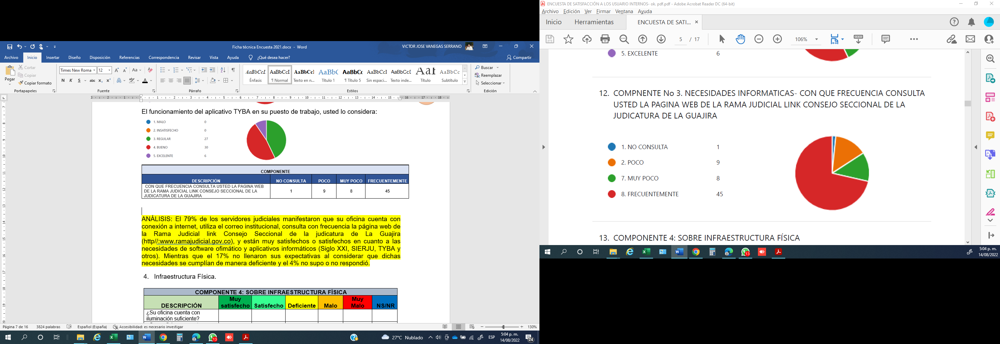 Ficha técnica Encuesta 2021.docx - Word
VICTOR JOSE VANEGAS SERRANO
Archivo Inicio Insertar Diseño Disposición Referencias Correspondencia Revisar Vista Ayuda ¿Qué desea hacer? Compartir
Pegar
Cortar
Copiar
Copiar formato
Portapapeles
Times New Roma 12
N K S abc x₂ x²
Fuente
Párrafo
AaBbCcI AaBbCcI AaBbCcI AaBbC AaBbCc AaBbCcI AaBbCcI AaI AaBbCc
Énfasis ¶ Normal Texto en n... Título 1 ¶ Título 5 Sin espaci... Texto inde... Título Subtítulo
Estilos
Buscar
Reemplazar
Seleccionar
Edición
El funcionamiento del aplicativo TYBA en su puesto de trabajo, usted lo considera:
1. MALO 0
2. INSATISFECHO 0
3. REGULAR 27
4. BUENO 30
5. EXCELENTE 6
COMPONENTE
DESCRIPCIÓN NO CONSULTA POCO MUY POCO FRECUENTEMENTE
CON QUE FRECUENCIA CONSULTA USTED LA PAGINA WEB
DE LA RAMA JUDICIAL LINK CONSEJO SECCIONAL DE LA
JUDICATURA DE LA GUAJIRA
1 9 8 45
ANÁLISIS: El 79% de los servidores judiciales manifestaron que su oficina cuenta con
conexión a internet, utiliza el correo institucional, consulta con frecuencia la página web de
la Rama Judicial link Consejo Seccional de la judicatura de La Guajira
(http//:www.ramajudicial.gov.co), y están muy satisfechos o satisfechos en cuanto a las
necesidades de software ofimático y aplicativos informáticos (Siglo XXI, SIERJU, TYBA y
otros). Mientras que el 17% no llenaron sus expectativas al considerar que dichas
necesidades se cumplían de manera deficiente y el 4% no supo o no respondió.
4. Infraestructura Física.
COMPONENTE 4: SOBRE INFRAESTRUCTURA FÍSICA
DESCRIPCIÓN Muy satisfecho Satisfecho Deficiente Malo Muy Malo NS/NR
¿Su oficina cuenta con
iluminación suficiente?
Página 7 de 16 3824 palabras Español (España) Accesibilidad: es necesario investigar 130%
13
27°C Nublado
ESP
5:04 p. m.
14/08/2022
24
ENCUESTA DE SATISFACCIÓN A LOS USUARIO INTERNOS- ok. pdf.pdf - Adobe Acrobat Reader DC (64-bit)
Archivo Edición Ver Firmar Ventana Ayuda
Inicio Herramientas ENCUESTA DE SATI... ×
5 / 17 106%
5. EXCELENTE 6
12. COMPNENTE No 3. NECESIDADES INFORMATICAS- CON QUE FRECUENCIA CONSULTA
USTED LA PAGINA WEB DE LA RAMA JUDICIAL LINK CONSEJO SECCIONAL DE LA
JUDICATURA DE LA GUAJIRA
1. NO CONSULTA 1
2. POCO 9
7. MUY POCO 8
8. FRECUENTEMENTE 45
13. COMPONENTE 4: SOBRE INFRAESTRUCTURA FÍSICA
13
5:04 p. m.
14/08/2022